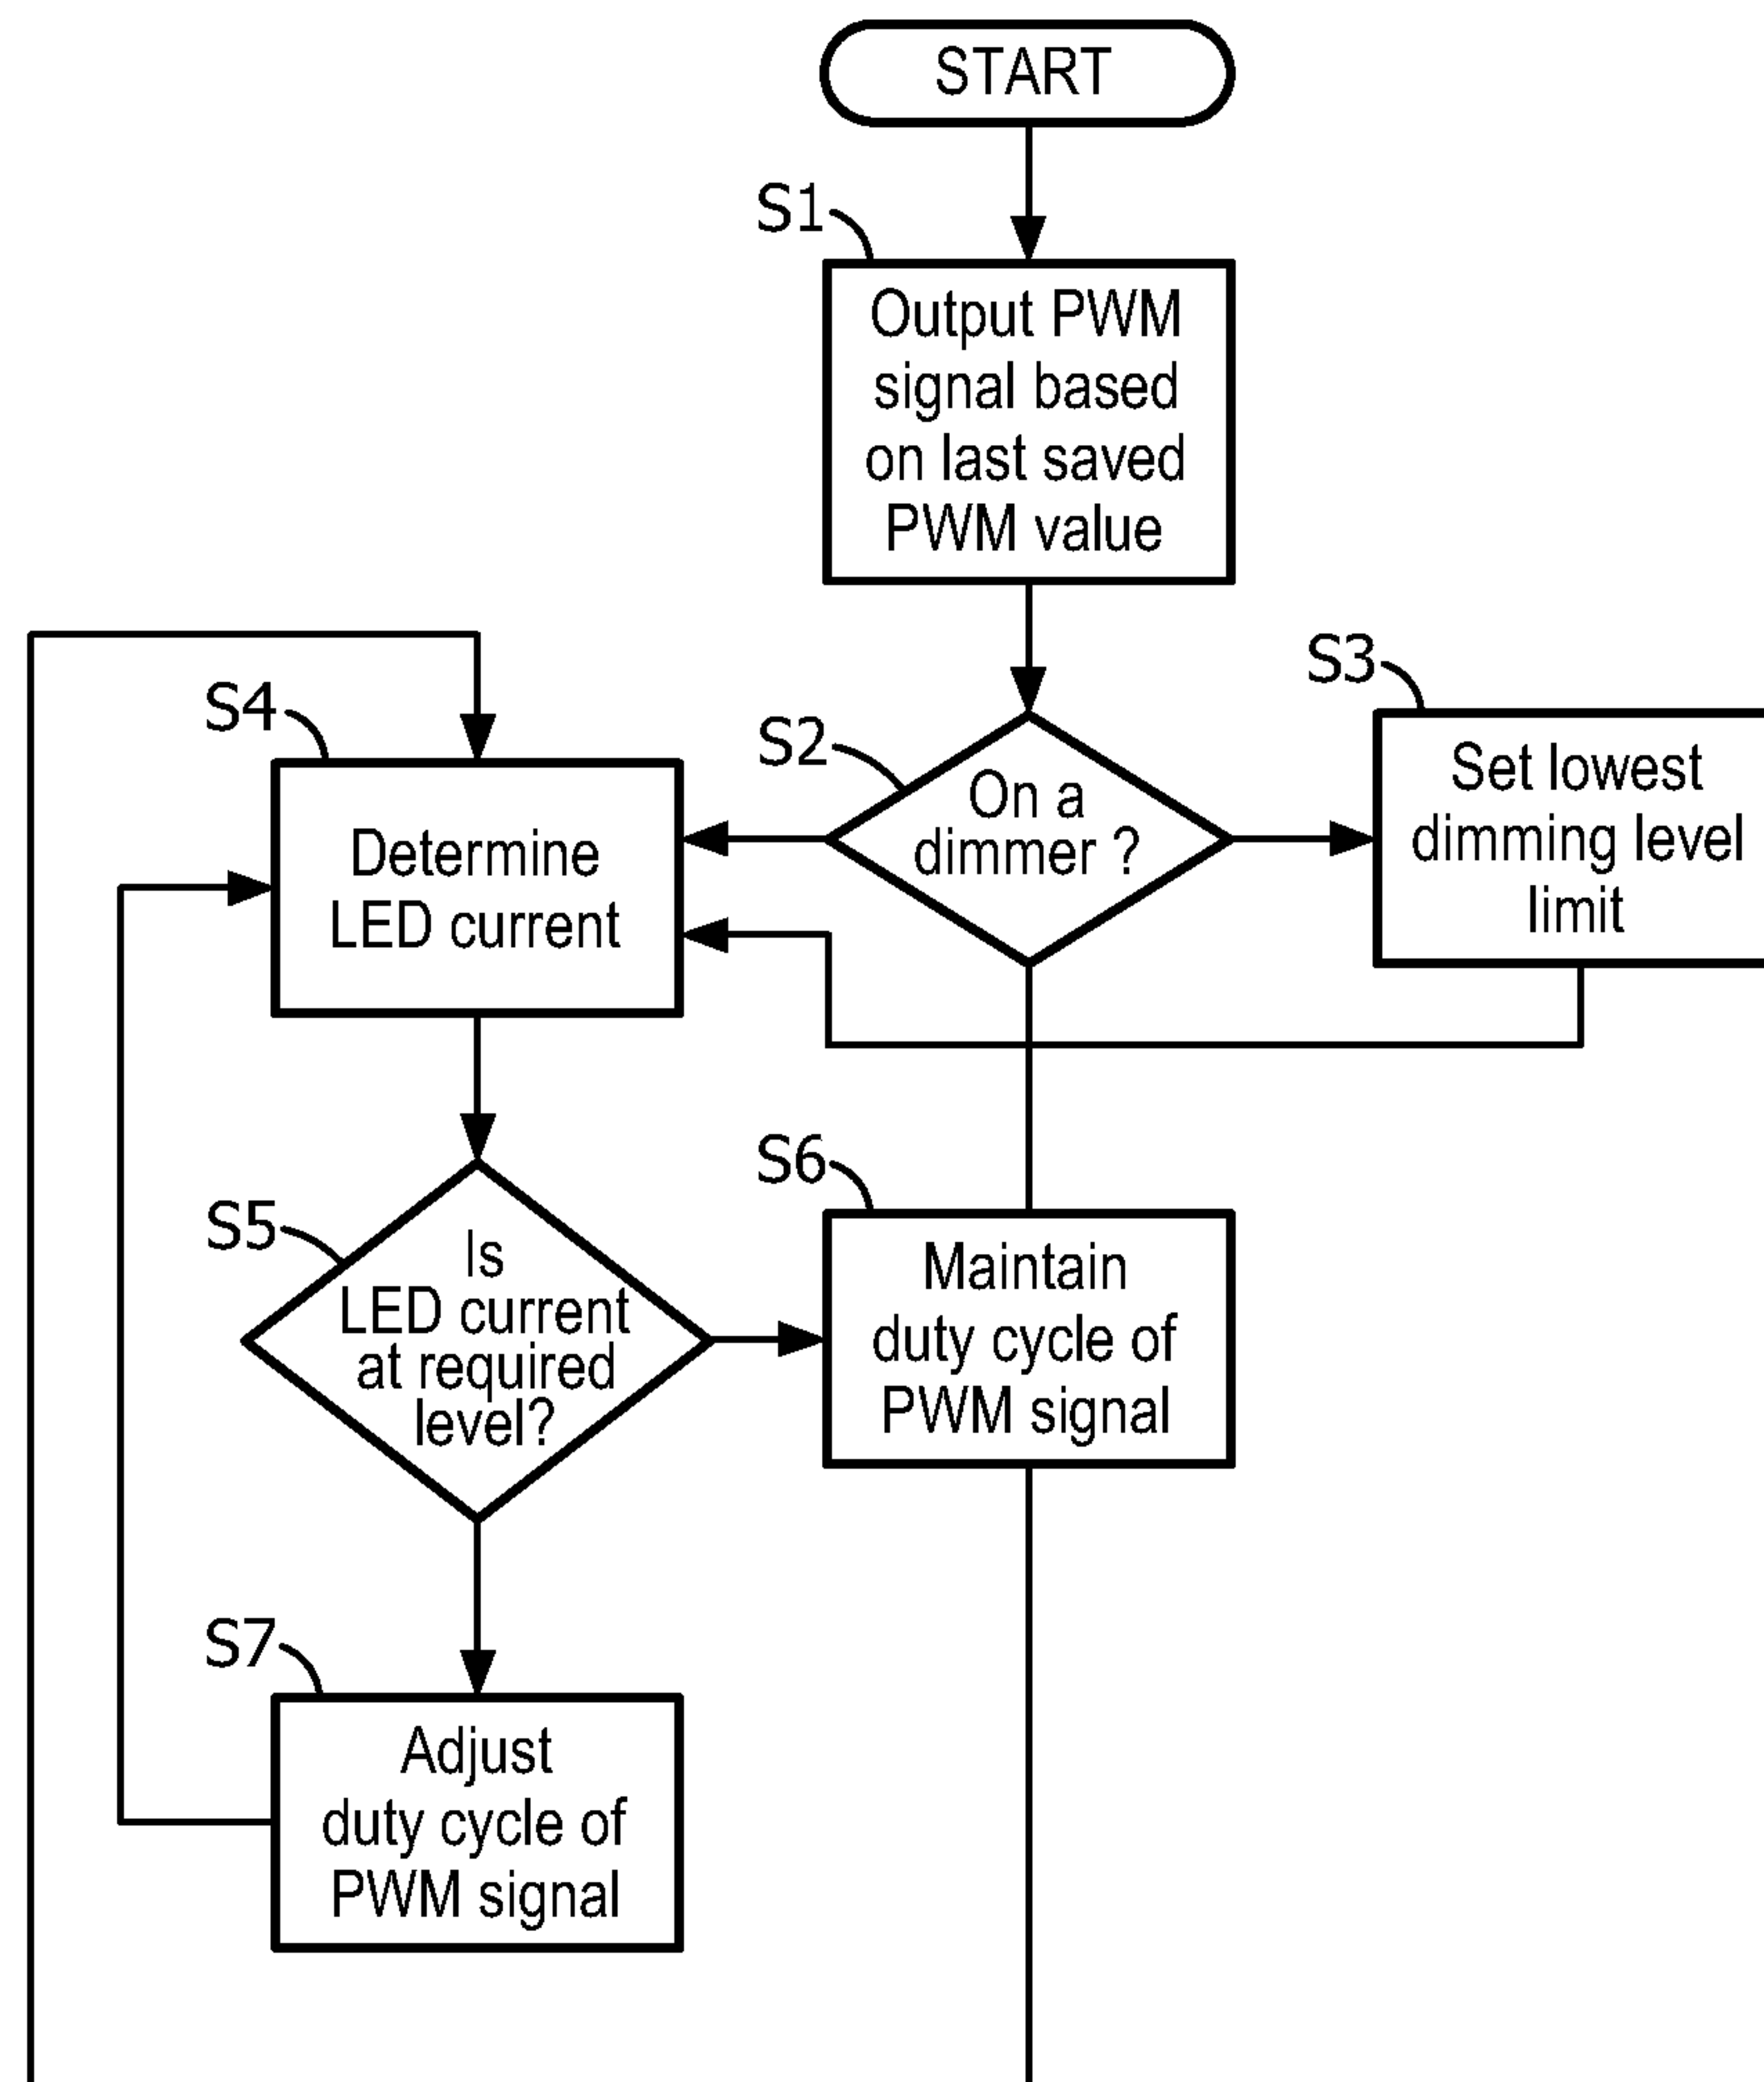 START
S1
Output PWM
signal based
on last saved
PWM value
S2
On a
dimmer ?
S3
Set lowest
dimming level
limit
S4
Determine
LED current
S5
Is
LED current
at required
level?
S6
Maintain
duty cycle of
PWM signal
S7
Adjust
duty cycle of
PWM signal